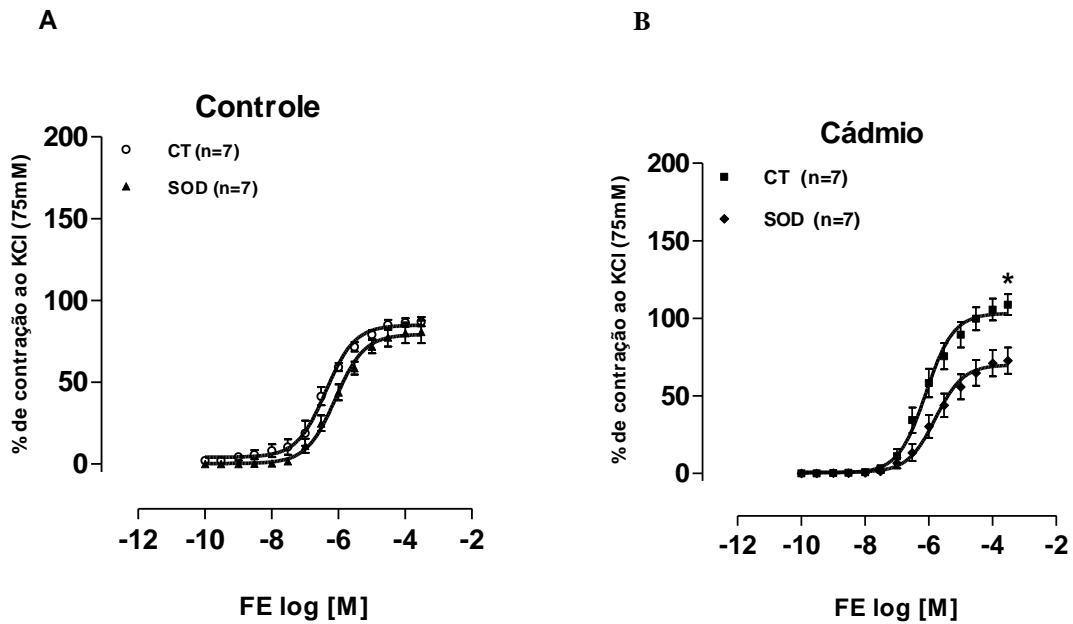 A
Controle
200
150
100
50
0
% de contração ao KCl (75mM)
CT (n=7)
SOD (n=7)
-12
-10
-8
-6
-4
-2
FE log [M]
B
Cádmio
200
150
100
50
0
% de contração ao KCl (75mM)
CT (n=7)
SOD (n=7)
*
-12
-10
-8
-6
-4
-2
FE log [M]